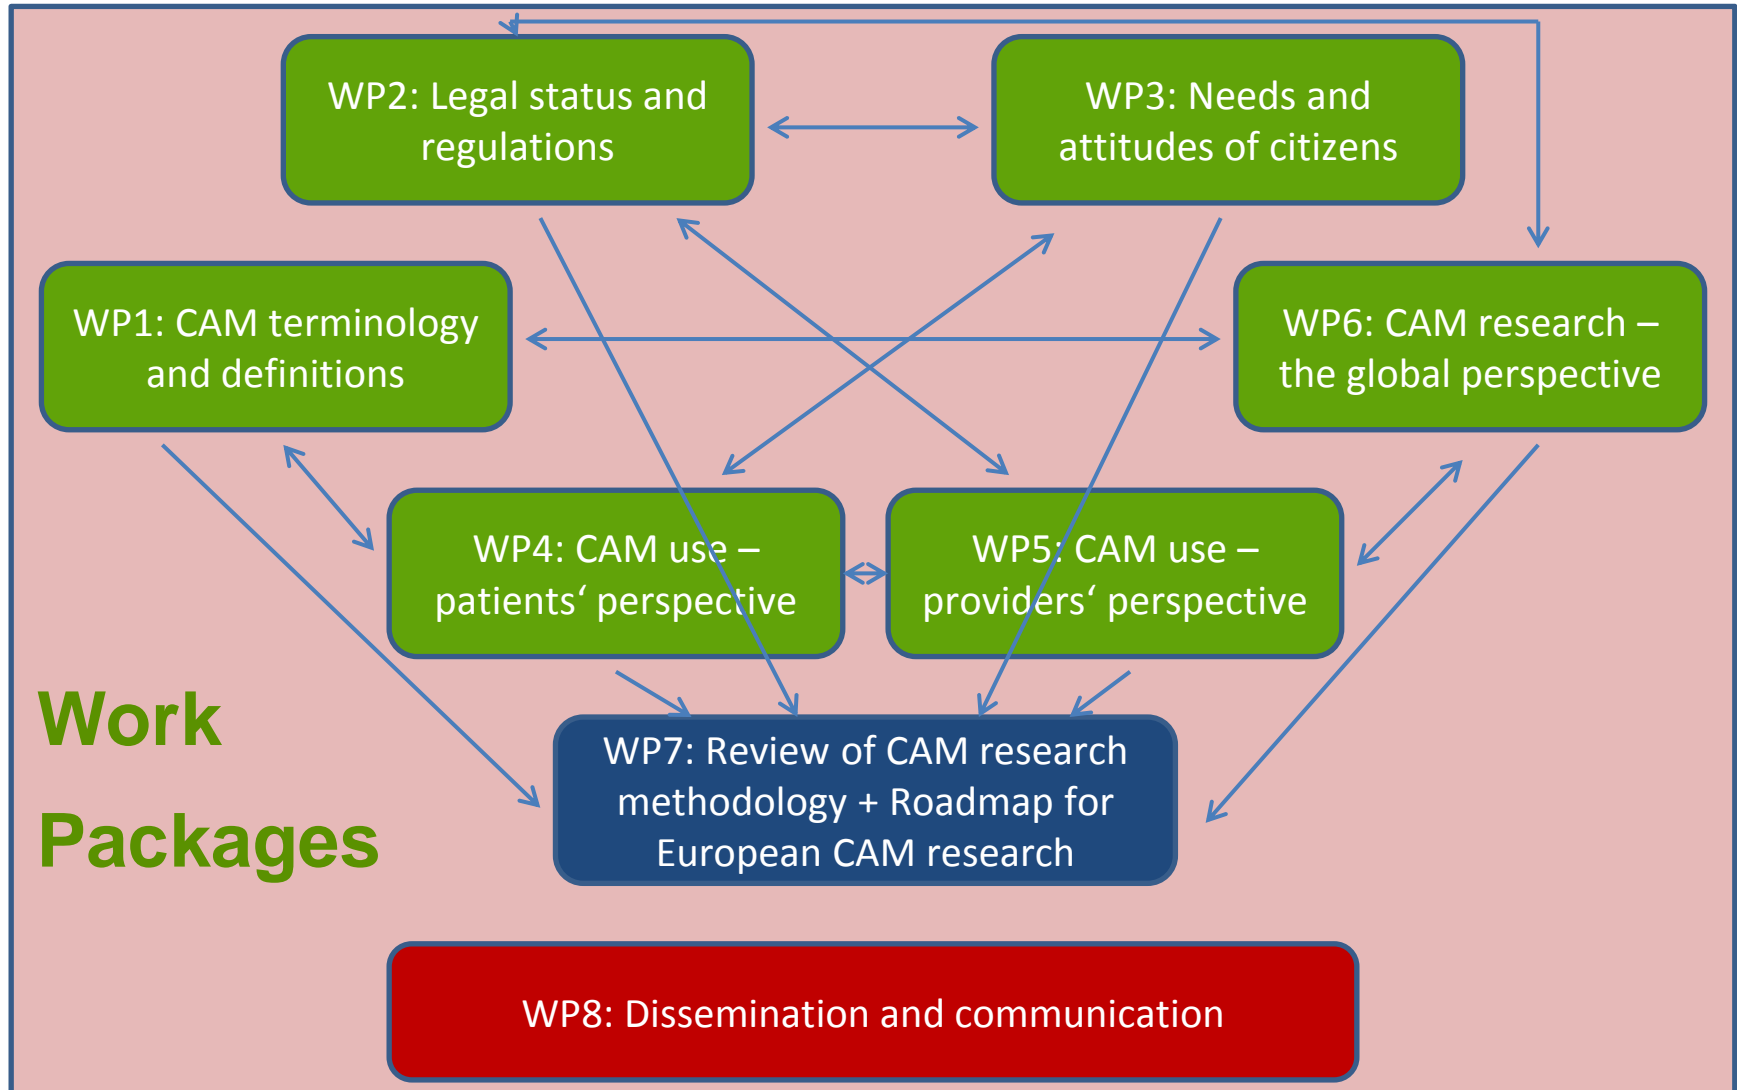 WP2: Legal status and
regulations
WP3: Needs and
attitudes of citizens
WP1: CAM terminology
and definitions
WP6: CAM research –
the global perspective
WP4: CAM use –
patients‘ perspective
WP5: CAM use –
providers‘ perspective
Work
Packages
WP7: Review of CAM research
methodology + Roadmap for
European CAM research
WP8: Dissemination and communication